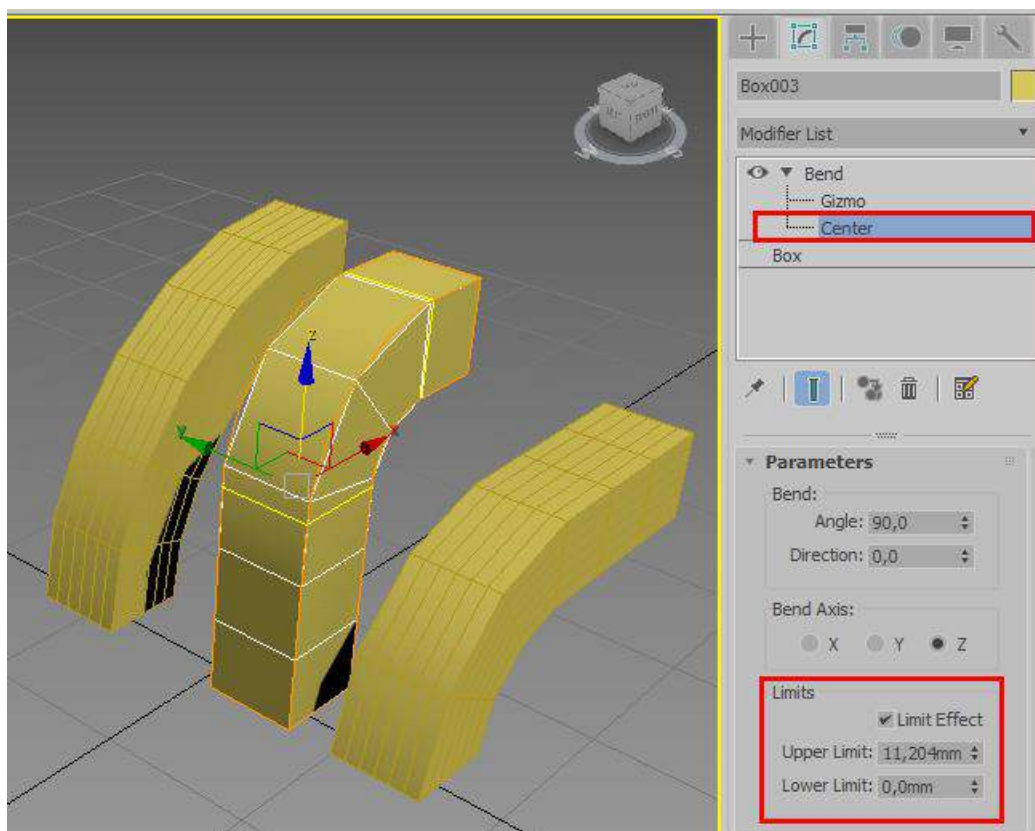 Box003
Modifier List
Bend
Gizmo
Center
Box
Parameters
Bend:
Angle: 90,0
Direction: 0,0
Bend Axis:
X Y Z
Limits
Limit Effect
Upper Limit: 11,204mm
Lower Limit: 0,0mm
z
y
x